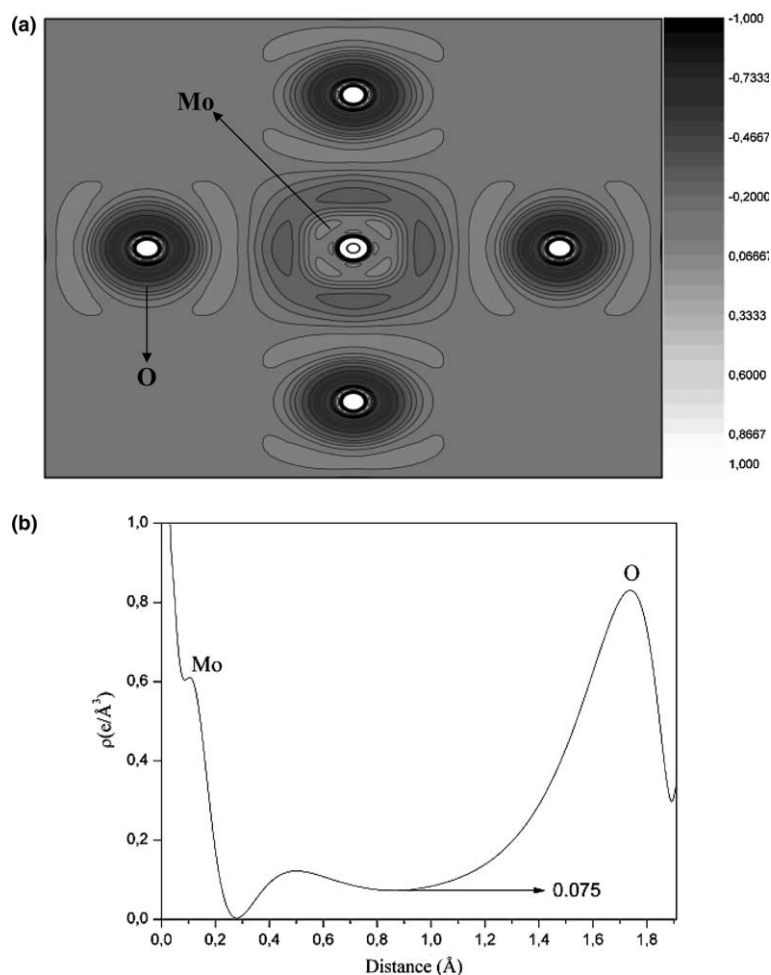 (a)
Mo
O
-1,000
-0,7333
-0,4667
-0,2000
0,06667
0,3333
0,6000
0,8667
1,000
(b)
1,0
0,8
0,6
0,4
0,2
0,0
ρ(e/Å³)
Mo
O
0.075
0,0 0,2 0,4 0,6 0,8 1,0 1,2 1,4 1,6 1,8
Distance (Å)